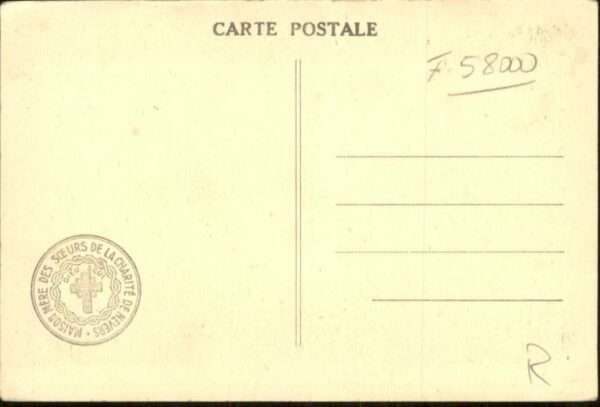 CARTE POSTALE
F. 58000
MAISON MÈRE DES SŒURS DE LA CHARITÉ DE NEVERS
R